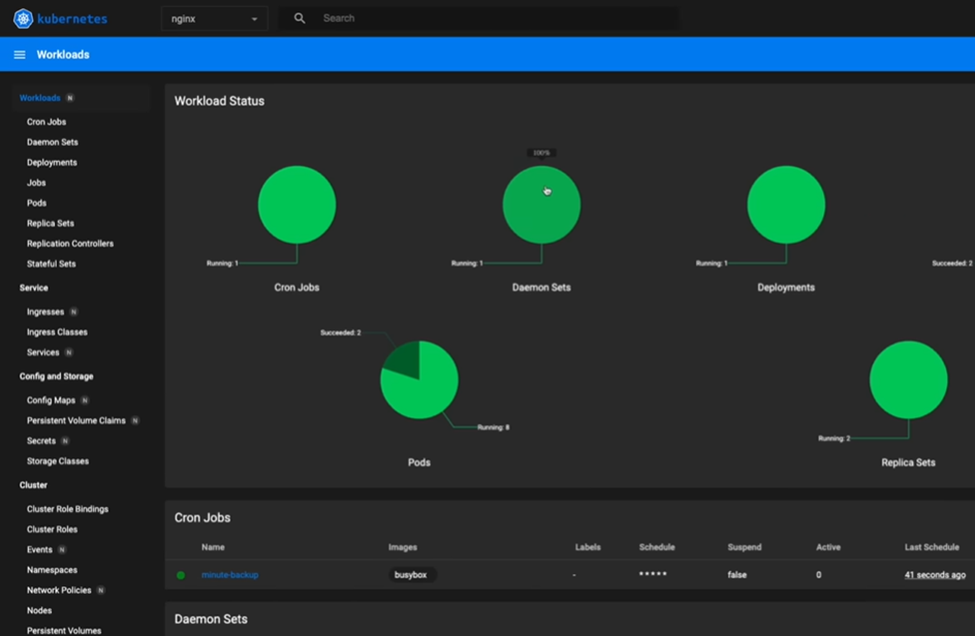 kubernetes
nginx
Search
Workloads
Workloads N
Cron Jobs
Daemon Sets
Deployments
Jobs
Pods
Replica Sets
Replication Controllers
Stateful Sets
Service
Ingresses N
Ingress Classes
Services N
Config and Storage
Config Maps N
Persistent Volume Claims N
Secrets N
Storage Classes
Cluster
Cluster Role Bindings
Cluster Roles
Events N
Namespaces
Network Policies N
Nodes
Persistent Volumes
Workload Status
100%
Running: 1
Running: 1
Running: 1
Succeeded: 2
Cron Jobs
Daemon Sets
Deployments
Succeeded: 2
Running: 8
Running: 2
Pods
Replica Sets
Cron Jobs
Name Images Labels Schedule Suspend Active Last Schedule
minute-backup busybox - * * * * * false 0 41 seconds ago
Daemon Sets